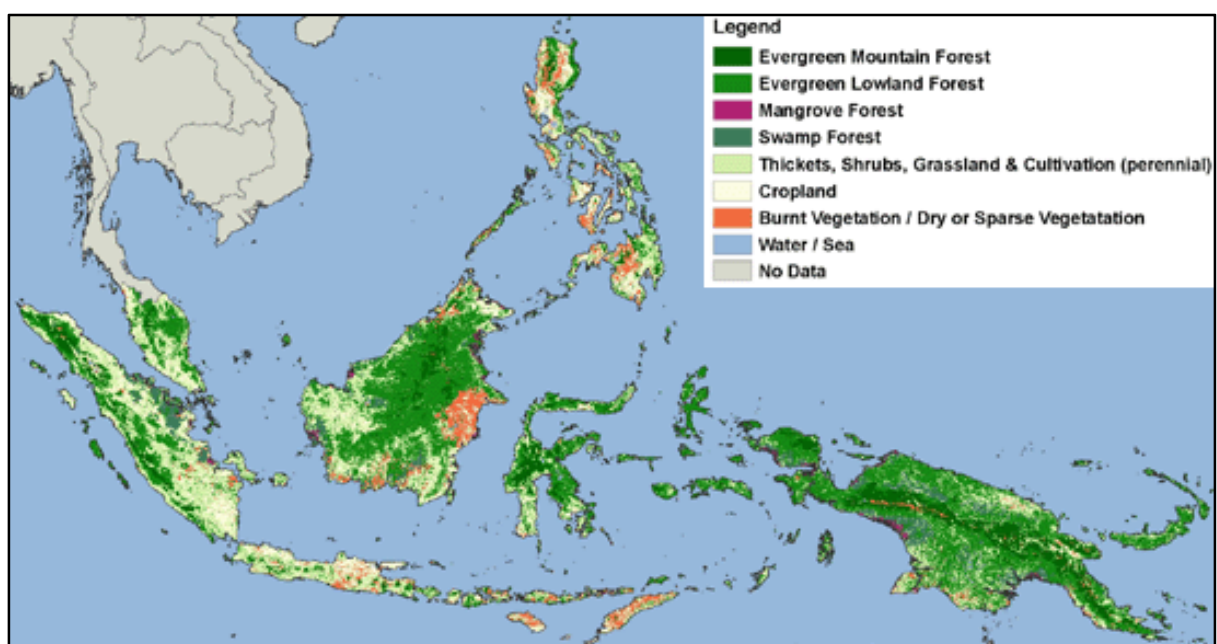 Legend
Evergreen Mountain Forest
Evergreen Lowland Forest
Mangrove Forest
Swamp Forest
Thickets, Shrubs, Grassland & Cultivation (perennial)
Cropland
Burnt Vegetation / Dry or Sparse Vegetatation
Water / Sea
No Data